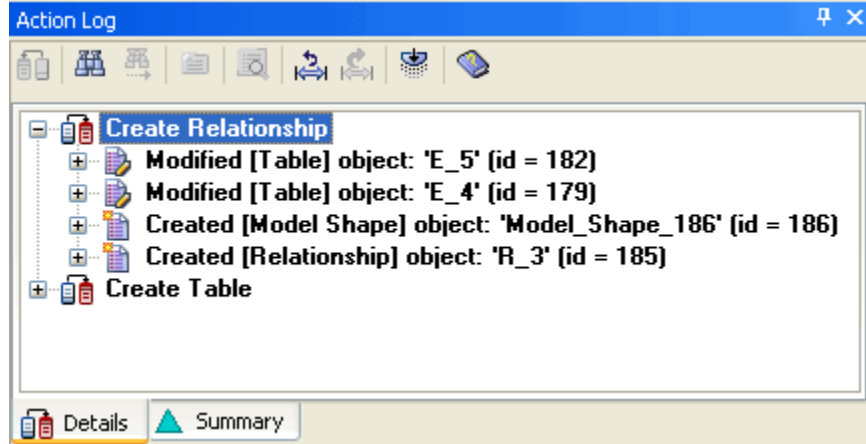 Action Log
Create Relationship
Modified [Table] object: 'E_5' (id = 182)
Modified [Table] object: 'E_4' (id = 179)
Created [Model Shape] object: 'Model_Shape_186' (id = 186)
Created [Relationship] object: 'R_3' (id = 185)
Create Table
Details Summary